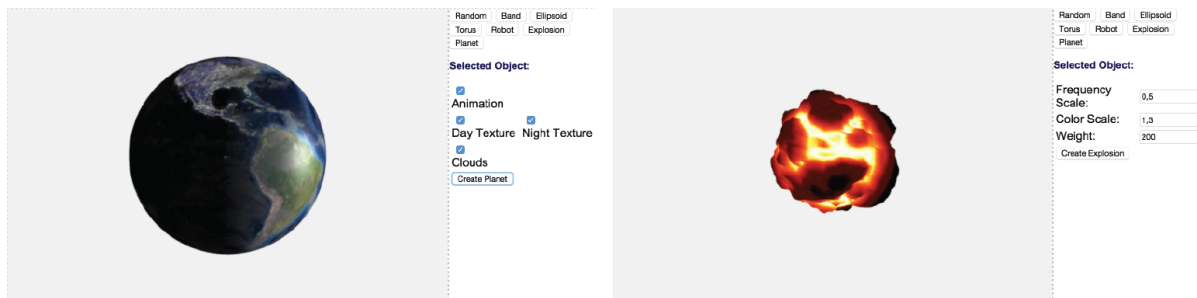 Random Band Ellipsoid
Torus Robot Explosion
Planet
Selected Object:
Animation
Day Texture Night Texture
Clouds
Create Planet
Random Band Ellipsoid
Torus Robot Explosion
Planet
Selected Object:
Frequency
Scale: 0,5
Color Scale: 1,3
Weight: 200
Create Explosion